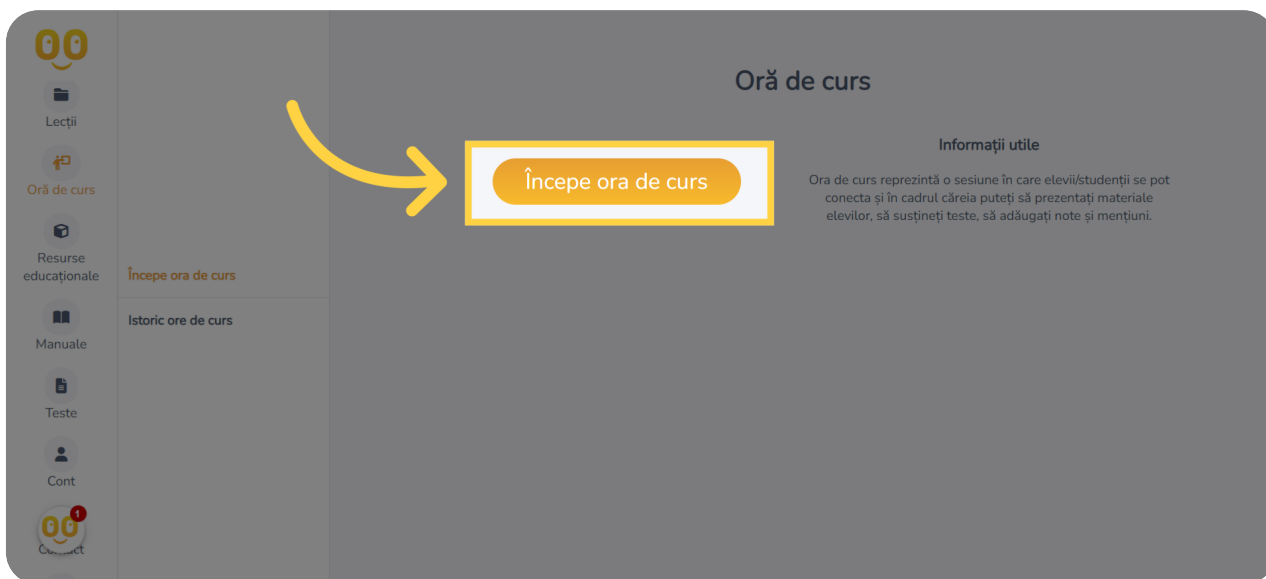 Lecții
Oră de curs
Resurse
educaționale
Manuale
Teste
Cont
1
Începe ora de curs
Istoric ore de curs
Oră de curs
Începe ora de curs
Informații utile
Ora de curs reprezintă o sesiune în care elevii/studenții se pot
conecta și în cadrul căreia puteți să prezentați materiale
elevilor, să susțineți teste, să adăugați note și mențiuni.